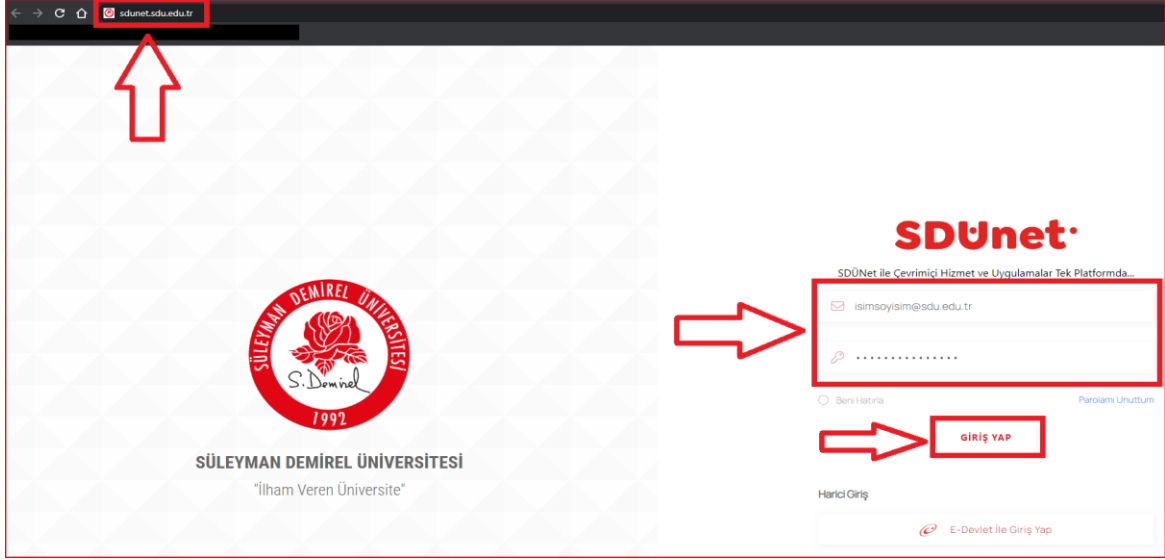 sdunet.sdu.edu.tr
SÜLEYMAN DEMİREL ÜNİVERSİTESİ
S. Demirel
1992
SÜLEYMAN DEMİREL ÜNİVERSİTESİ
"İlham Veren Üniversite"
SDÜnet
SDÜNet ile Çevrimiçi Hizmet ve Uygulamalar Tek Platformda...
isimsoyisim@sdu.edu.tr
Beni Hatırla
Parolamı Unuttum
GİRİŞ YAP
Harici Giriş
E-Devlet İle Giriş Yap